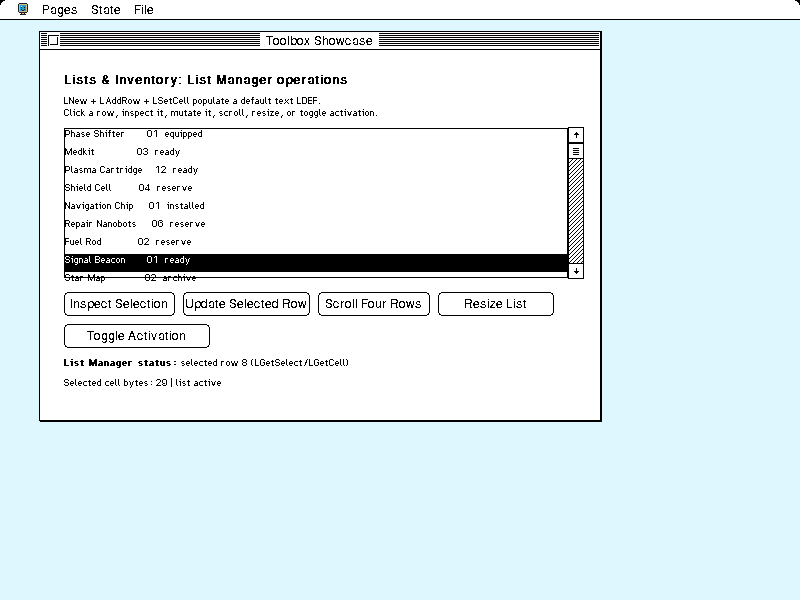 Pages State File
Toolbox Showcase
Lists & Inventory: List Manager operations
LNew + LAddRow + LSetCell populate a default text LDEF.
Click a row, inspect it, mutate it, scroll, resize, or toggle activation.
Phase Shifter 01 equipped
Medkit 03 ready
Plasma Cartridge 12 ready
Shield Cell 04 reserve
Navigation Chip 01 installed
Repair Nanobots 06 reserve
Fuel Rod 02 reserve
Signal Beacon 01 ready
Star Map 02 archive
Inspect Selection Update Selected Row Scroll Four Rows Resize List
Toggle Activation
List Manager status: selected row 8 (LGetSelect/LGetCell)
Selected cell bytes: 29 | list active